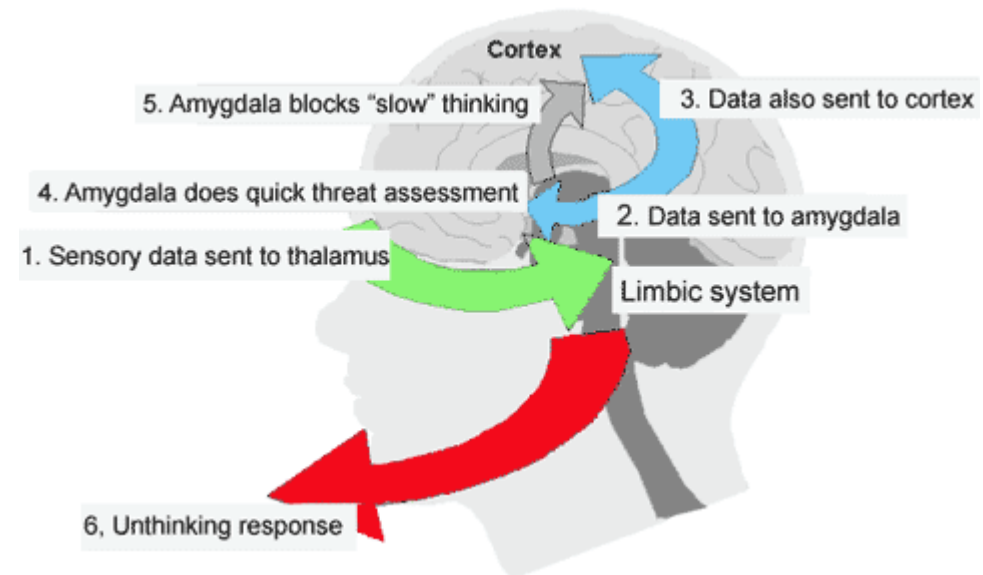 Cortex
5. Amygdala blocks “slow” thinking
3. Data also sent to cortex
4. Amygdala does quick threat assessment
2. Data sent to amygdala
1. Sensory data sent to thalamus
Limbic system
6, Unthinking response